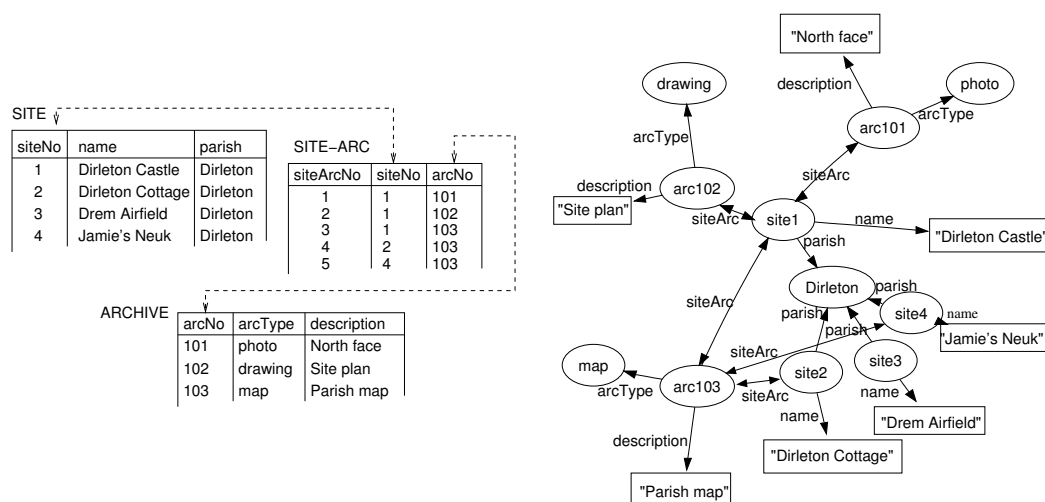 SITE
siteNo name parish
1 Dirleton Castle Dirleton
2 Dirleton Cottage Dirleton
3 Drem Airfield Dirleton
4 Jamie's Neuk Dirleton
SITE−ARC
siteArcNo siteNo arcNo
1 1 101
2 1 102
3 1 103
4 2 103
5 4 103
ARCHIVE
arcNo arcType description
101 photo North face
102 drawing Site plan
103 map Parish map
"North face"
drawing
description
photo
arcType
arc101
arcType
siteArc
description
arc102
"Site plan"
siteArc
site1
name
"Dirleton Castle"
parish
Dirleton
parish
siteArc
parish
parish
site4
name
"Jamie's Neuk"
siteArc
map
arcType
arc103
siteArc
site2
site3
name
name
"Drem Airfield"
description
"Dirleton Cottage"
"Parish map"